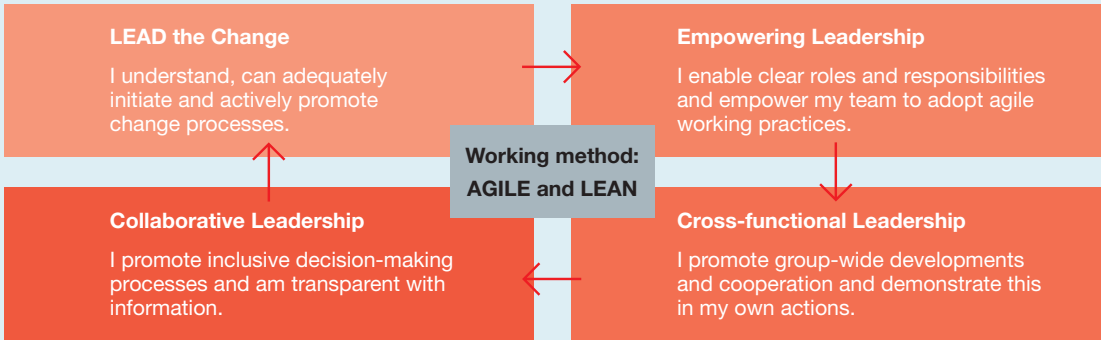 LEAD the Change
I understand, can adequately
initiate and actively promote
change processes.
Empowering Leadership
I enable clear roles and responsibilities
and empower my team to adopt agile
working practices.
Working method:
AGILE and LEAN
Collaborative Leadership
I promote inclusive decision-making
processes and am transparent with
information.
Cross-functional Leadership
I promote group-wide developments
and cooperation and demonstrate this
in my own actions.